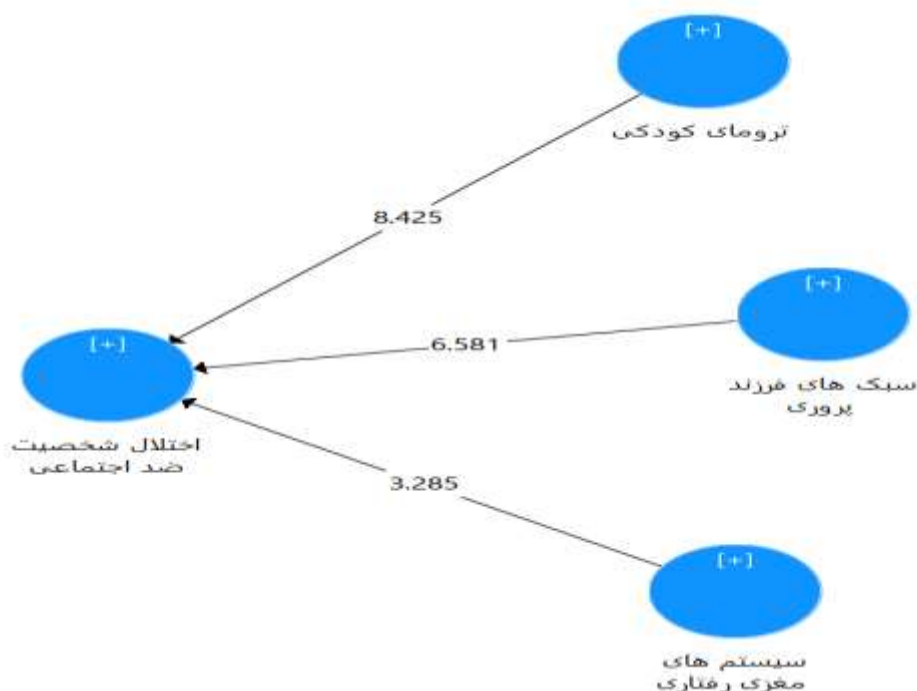 [+]
ترومای کودکی
8.425
[+]
سبک های فرزند
پروری
6.581
[+]
اختلال شخصیت
ضد اجتماعی
3.285
[+]
سیستم های
مغزی رفتاری